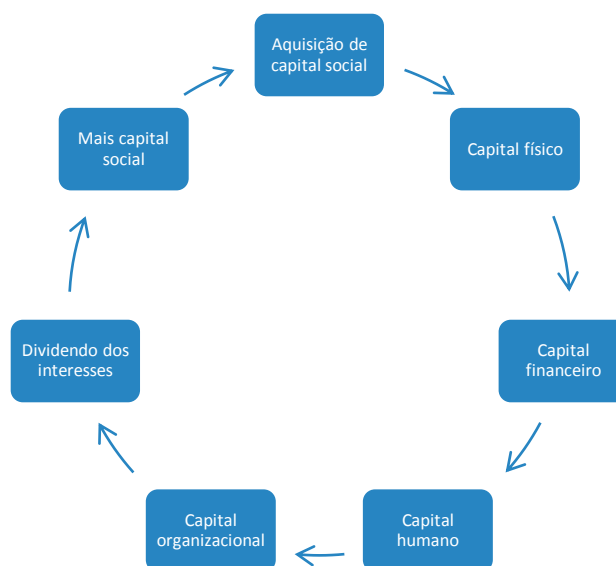 Aquisição de
capital social
Capital físico
Capital
financeiro
Capital
humano
Capital
organizacional
Dividendo dos
interesses
Mais capital
social